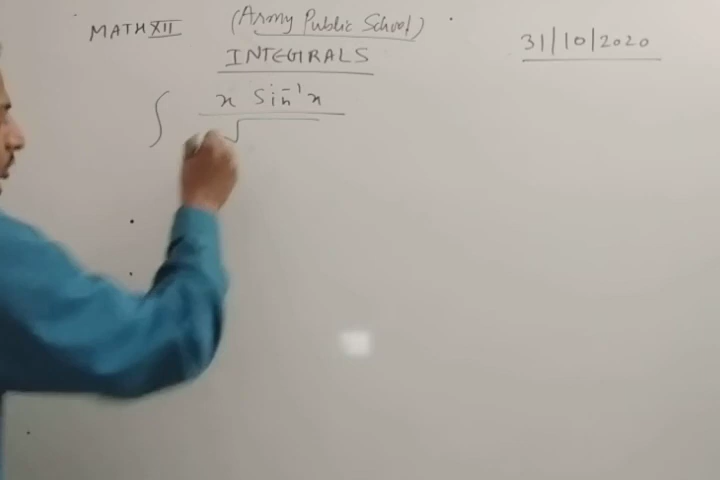 MATH XII (Army Public School) 31/10/2020
INTEGRALS
∫ x Sin⁻¹x / √